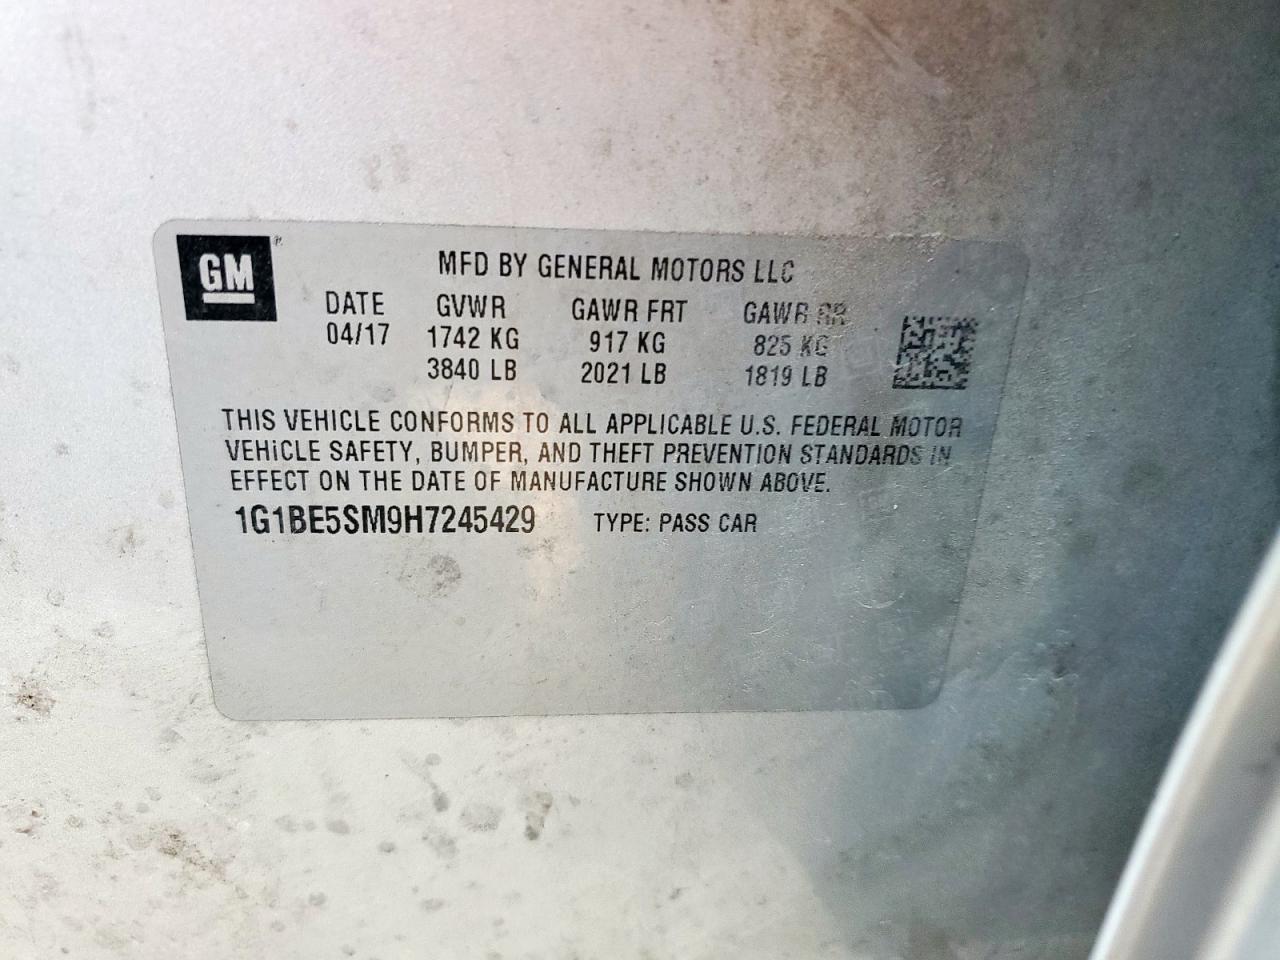 GM
MFD BY GENERAL MOTORS LLC
DATE GVWR GAWR FRT GAWR RR
04/17 1742 KG 917 KG 825 KG
3840 LB 2021 LB 1819 LB
THIS VEHICLE CONFORMS TO ALL APPLICABLE U.S. FEDERAL MOTOR
VEHICLE SAFETY, BUMPER, AND THEFT PREVENTION STANDARDS IN
EFFECT ON THE DATE OF MANUFACTURE SHOWN ABOVE.
1G1BE5SM9H7245429 TYPE: PASS CAR